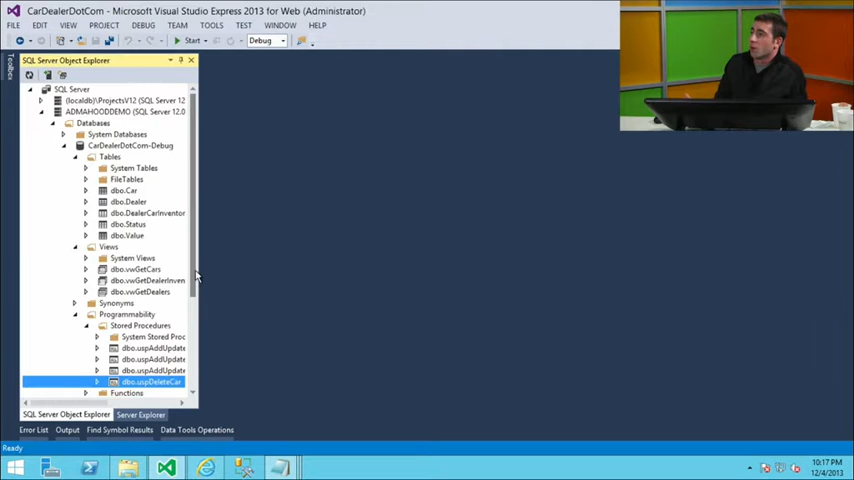 CarDealerDotCom - Microsoft Visual Studio Express 2013 for Web (Administrator)
FILE EDIT VIEW PROJECT DEBUG TEAM TOOLS TEST WINDOW HELP
Start Debug
Toolbox
SQL Server Object Explorer
SQL Server
(localdb)\ProjectsV12 (SQL Server 12
ADMAHOODDEMO (SQL Server 12.0
Databases
System Databases
CarDealerDotCom-Debug
Tables
System Tables
FileTables
dbo.Car
dbo.Dealer
dbo.DealerCarInventor
dbo.Status
dbo.Value
Views
System Views
dbo.vwGetCars
dbo.vwGetDealerInven
dbo.vwGetDealers
Synonyms
Programmability
Stored Procedures
System Stored Proc
dbo.uspAddUpdate
dbo.uspAddUpdate
dbo.uspAddUpdate
dbo.uspDeleteCar
Functions
SQL Server Object Explorer Server Explorer
Error List Output Find Symbol Results Data Tools Operations
Ready
10:17 PM
12/4/2013